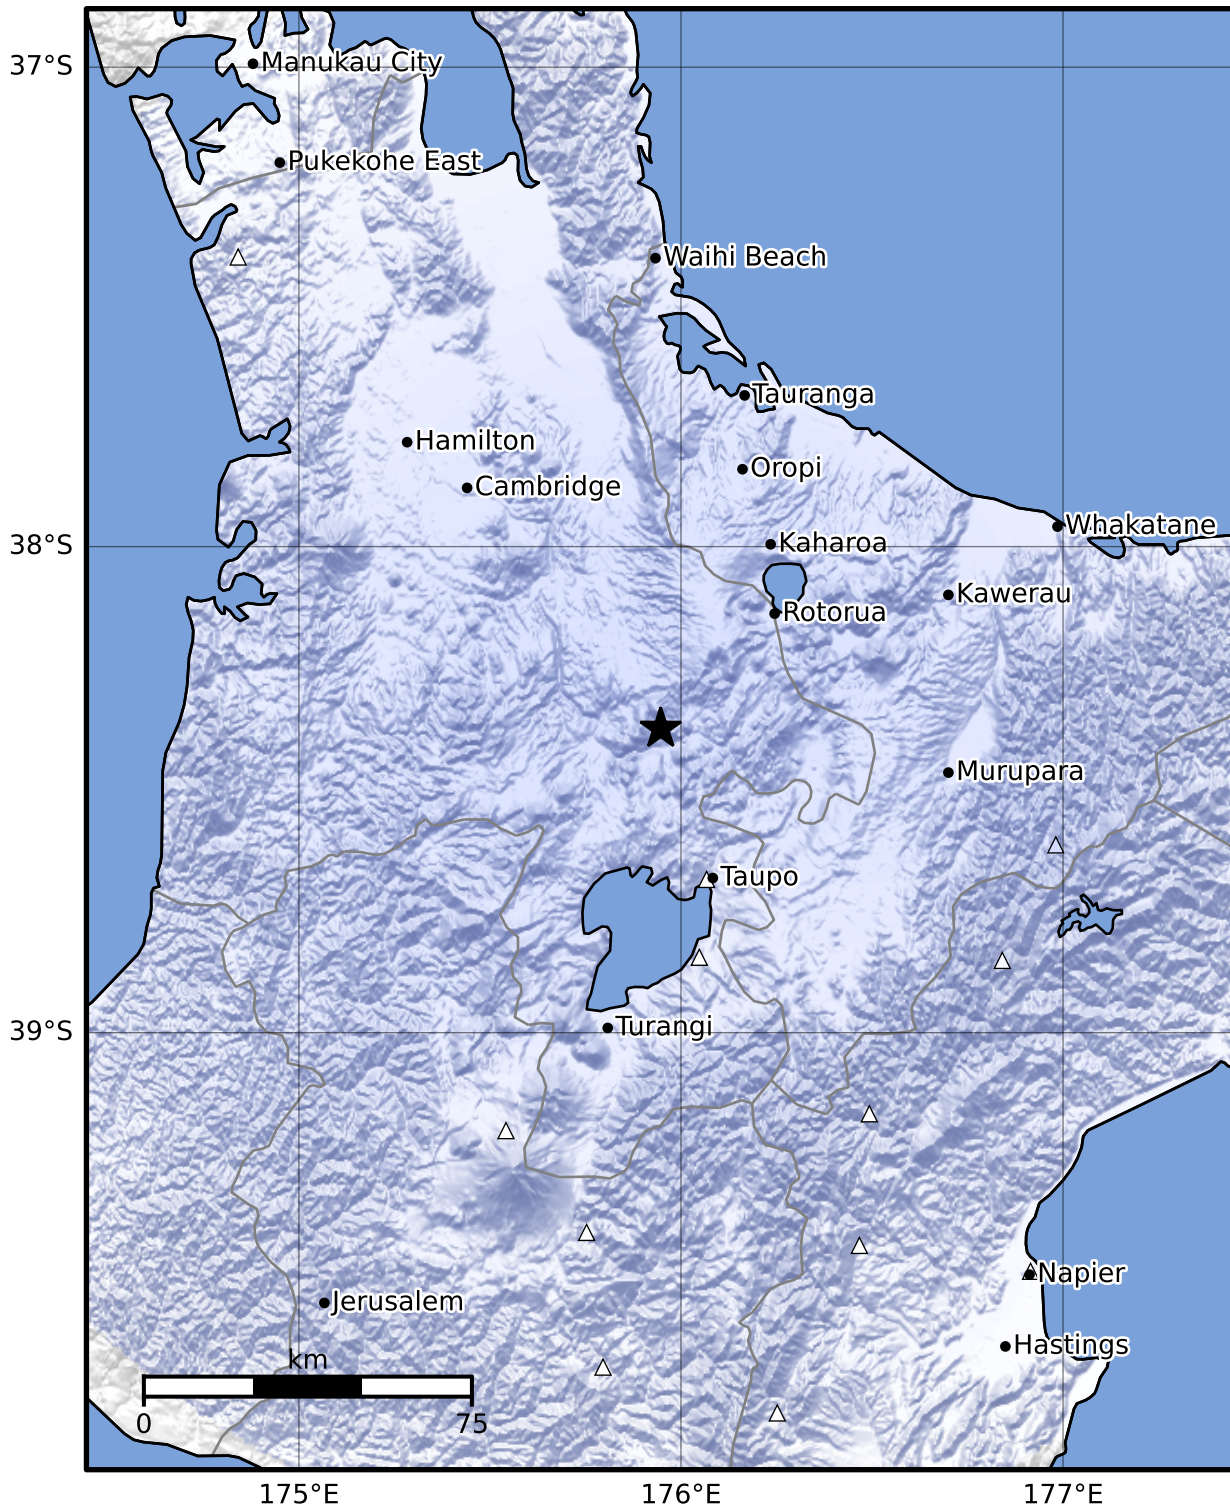 37°S
Manukau City
Pukekohe East
Waihi Beach
Tauranga
Hamilton
Oropi
Cambridge
Whakatane
38°S
Kaharoa
Kawerau
Rotorua
Murupara
Taupo
39°S
Turangi
Napier
Jerusalem
Hastings
km
0
75
175°E
176°E
177°E